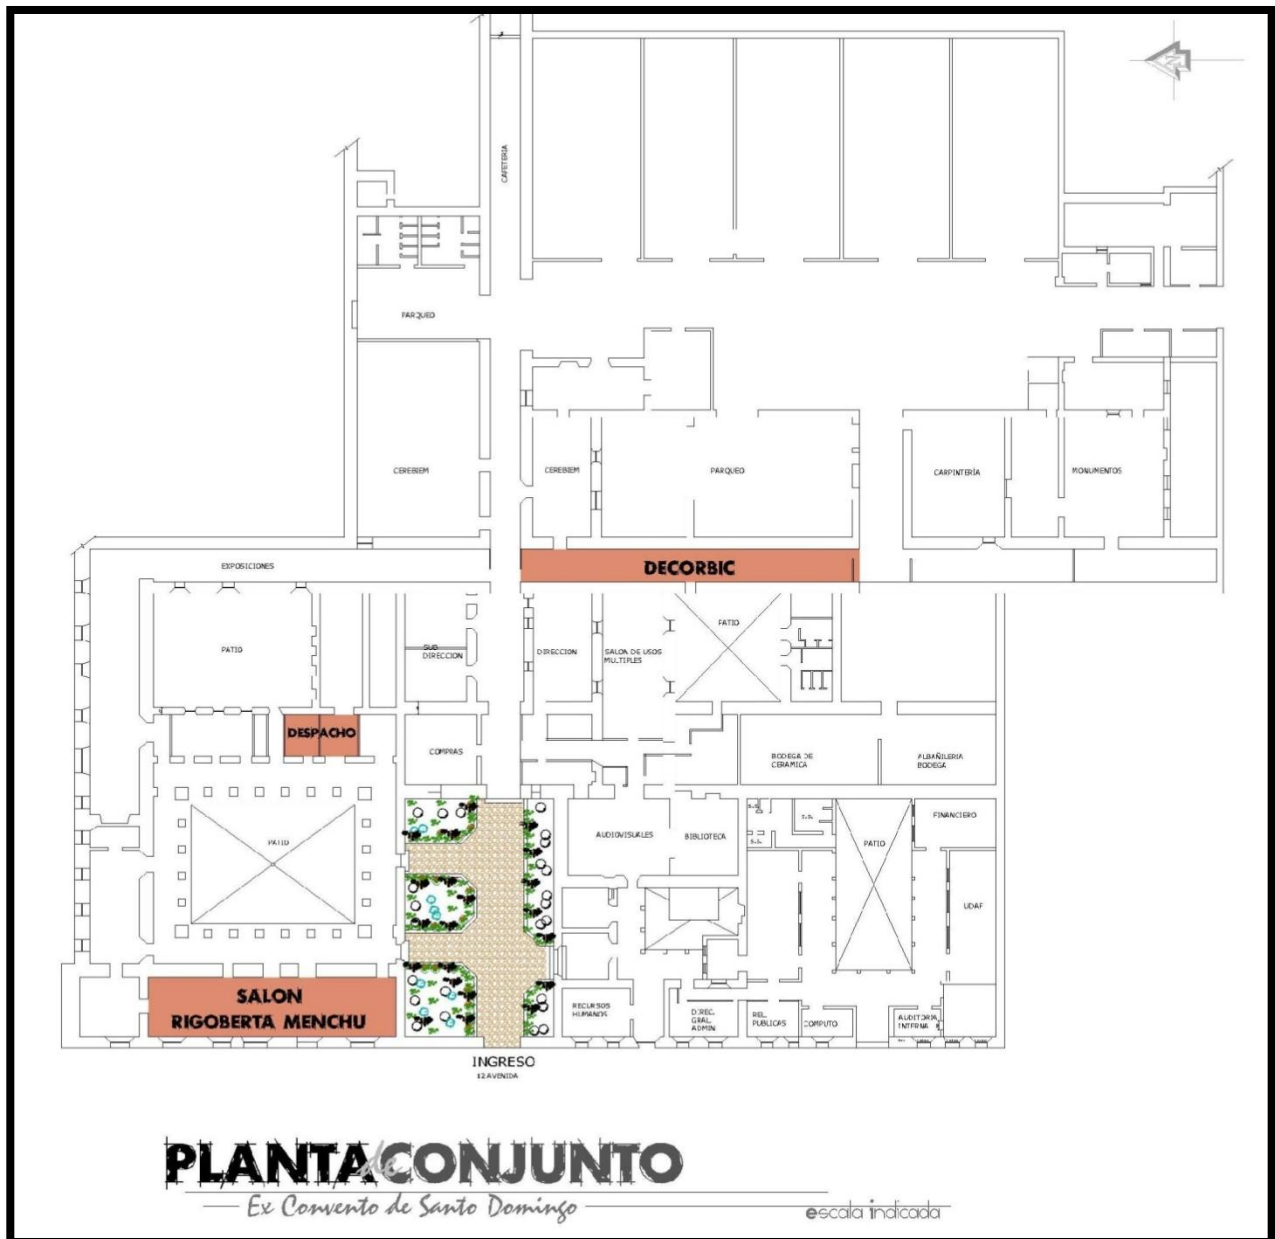 N
CAFETERIA
PARQUEO
CEREBIEM
CEREBIEM
PARQUEO
CARPINTERÍA
MONUMENTOS
EXPOSICIONES
DECORBIC
PATIO
SUB
DIRECCION
DIRECCION
SALON DE USOS
MULTIPLES
PATIO
DESPACHO
COMPRAS
BODEGA DE
CERAMICA
ALBAÑILERIA
BODEGA
PATIO
AUDIOVISUALES
BIBLIOTECA
S.S.
S.S.
S.S.
PATIO
FINANCIERO
UDAF
SALON
RIGOBERTA MENCHU
RECURSOS
HUMANOS
DIREC.
GRAL.
ADMIN
REL.
PUBLICAS
COMPUTO
AUDITORIA
INTERNA
INGRESO
12 AVENIDA
PLANTA de CONJUNTO
Ex Convento de Santo Domingo
escala indicada